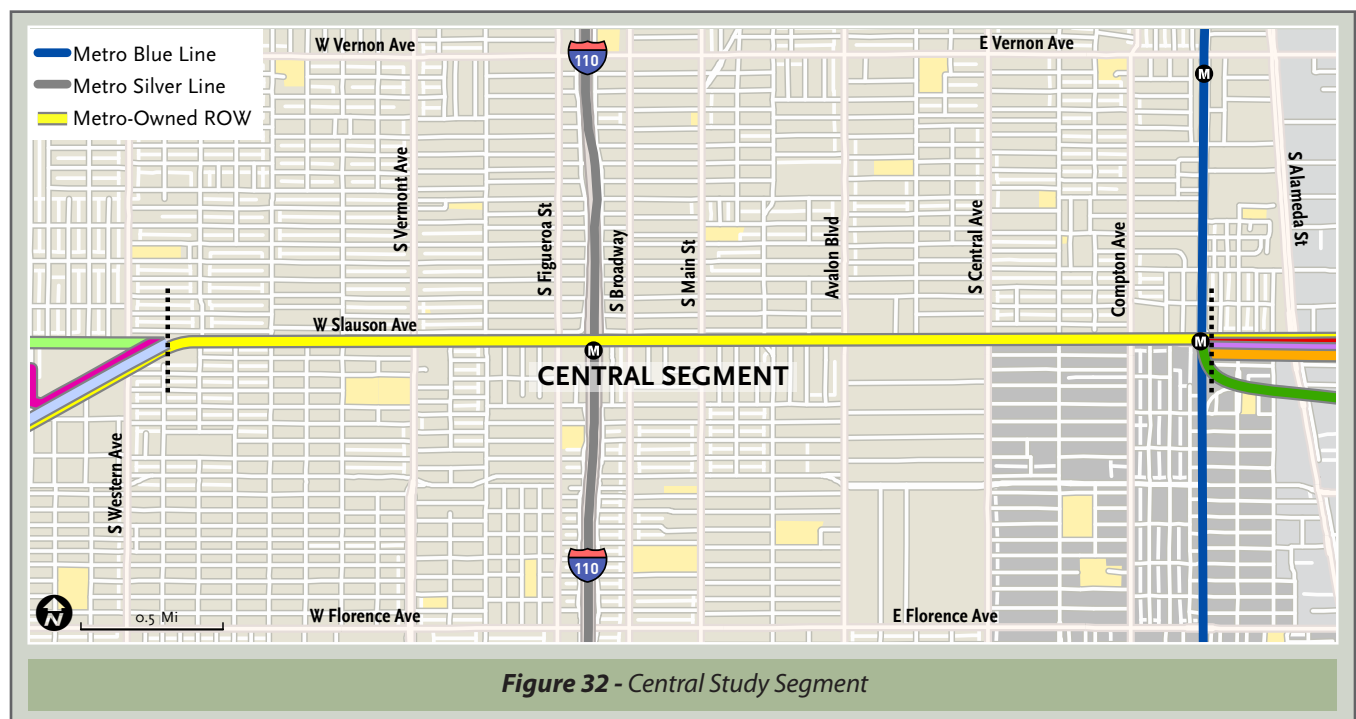 Metro Blue Line
Metro Silver Line
Metro-Owned ROW
W Vernon Ave
E Vernon Ave
110
M
S Vermont Ave
S Figueroa St
S Broadway
S Main St
Avalon Blvd
S Central Ave
Compton Ave
S Alameda St
W Slauson Ave
M
M
CENTRAL SEGMENT
S Western Ave
110
N
0.5 Mi
W Florence Ave
E Florence Ave
Figure 32 - Central Study Segment